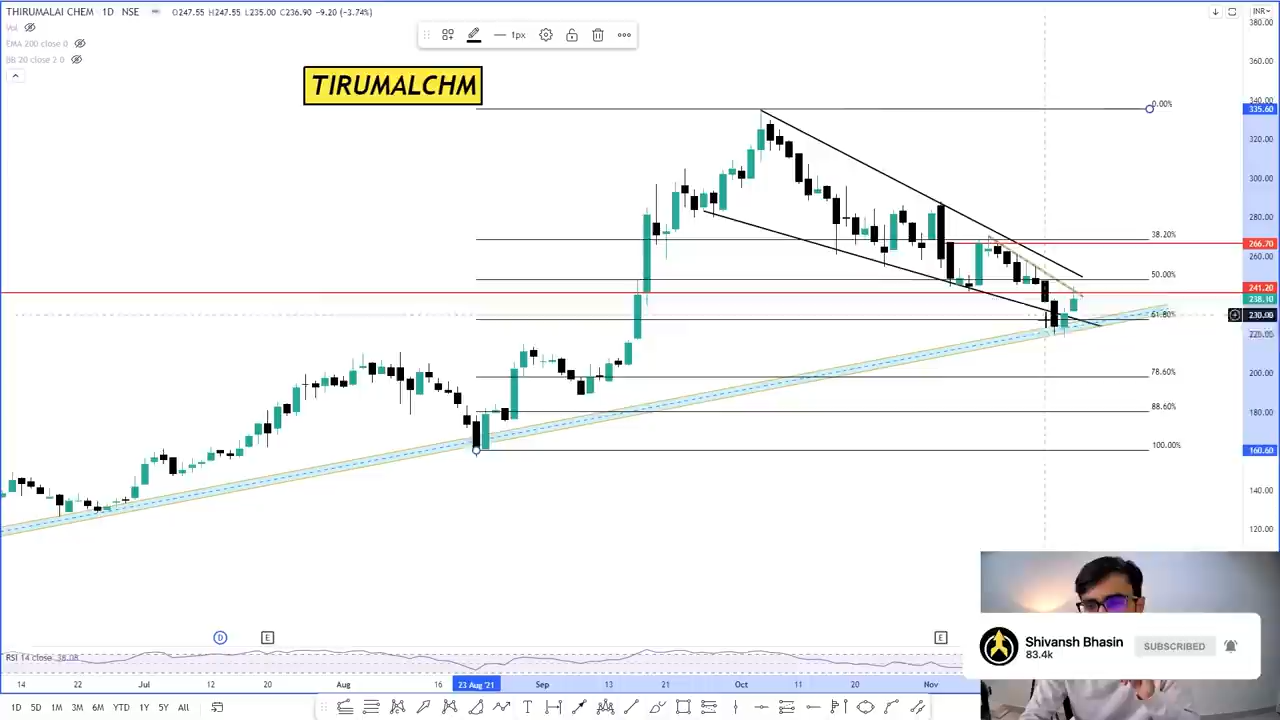 THIRUMALAI CHEM 1D NSE O247.55 H247.55 L235.00 C236.90 -9.20 (-3.74%)
Vol
EMA 200 close 0
BB 20 close 2 0
1px
INR
TIRUMALCHM
380.00
360.00
340.00
0.00%
335.60
320.00
300.00
280.00
38.20%
266.70
260.00
50.00%
241.20
238.10
61.80%
230.00
220.00
78.60%
200.00
88.60%
180.00
100.00%
160.60
140.00
120.00
D
E
E
Shivansh Bhasin
83.4k
SUBSCRIBED
RSI 14 close 38.08
14 22 Jul 12 20 Aug 16 23 Aug '21 Sep 13 21 Oct 11 20 Nov
1D 5D 1M 3M 6M YTD 1Y 5Y All